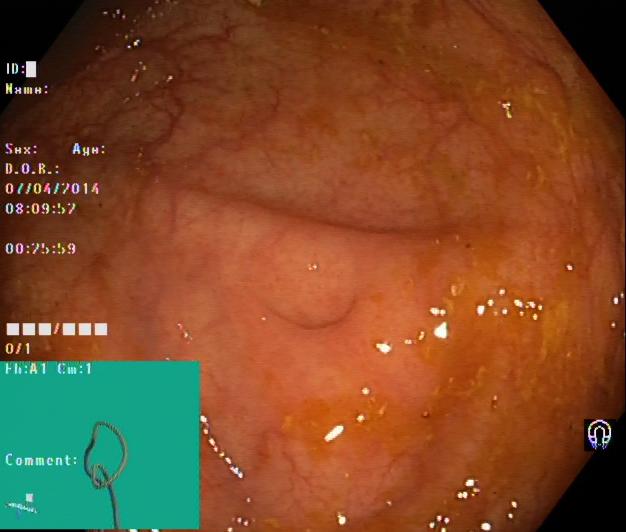 ID:
Name:
Sex: Age:
D.O.B.:
07/04/2014
08:09:57
00:25:59
0/1
Eh:A1 Cm:1
Comment: